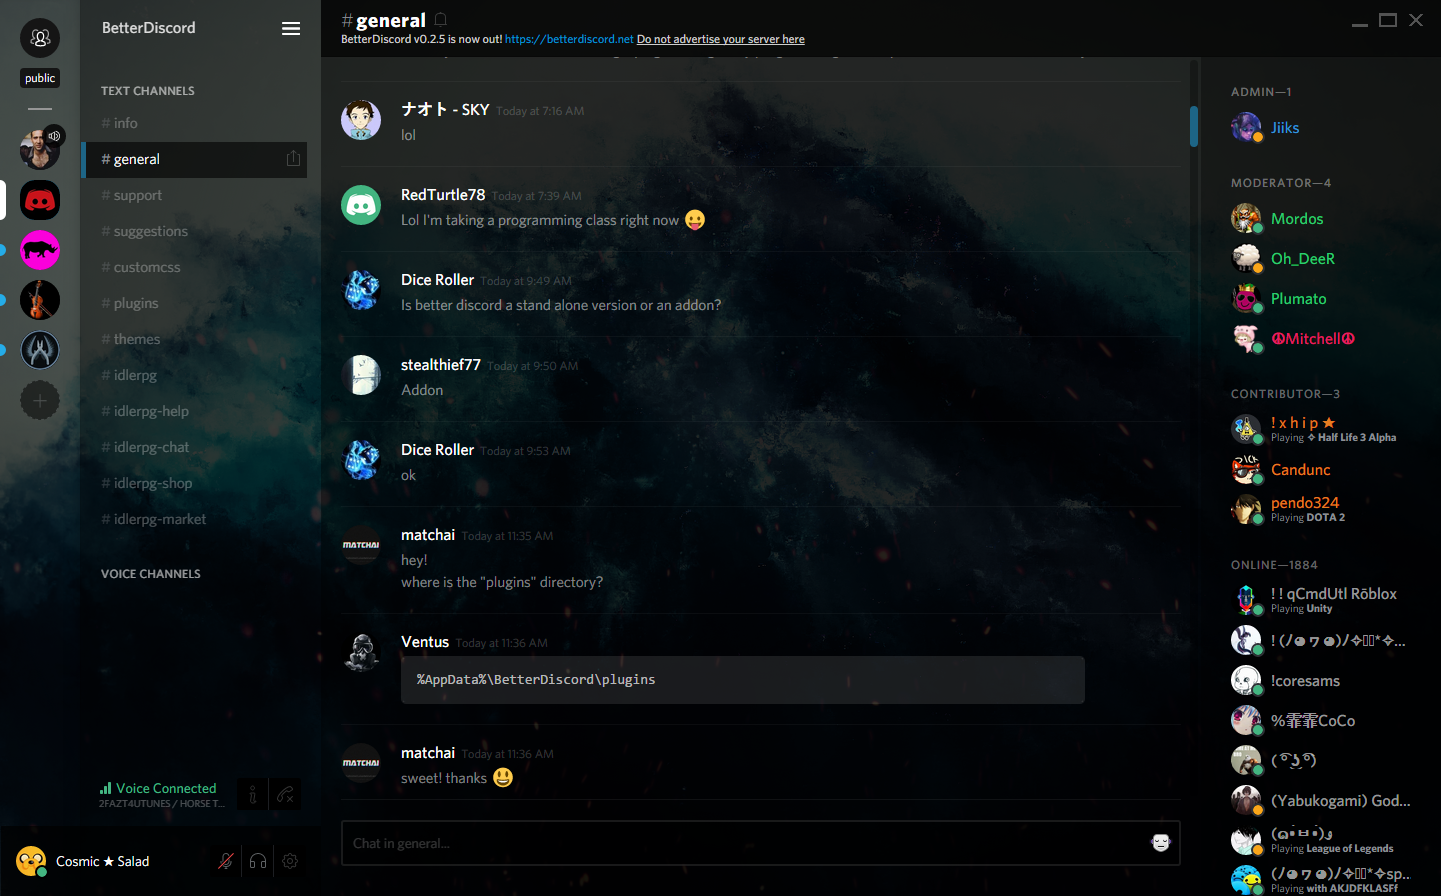 public
BetterDiscord
TEXT CHANNELS
# info
# general
# support
# suggestions
# customcss
# plugins
# themes
# idlerpg
# idlerpg-help
# idlerpg-chat
# idlerpg-shop
# idlerpg-market
VOICE CHANNELS
Voice Connected
2FAZT4UTUNES / HORSE T...
Cosmic ★ Salad
#general
BetterDiscord v0.2.5 is now out! https://betterdiscord.net Do not advertise your server here
ナオト - SKY Today at 7:16 AM
lol
RedTurtle78 Today at 7:39 AM
Lol I'm taking a programming class right now 😛
Dice Roller Today at 9:49 AM
Is better discord a stand alone version or an addon?
stealthief77 Today at 9:50 AM
Addon
Dice Roller Today at 9:53 AM
ok
MATCHAI
matchai Today at 11:35 AM
hey!
where is the "plugins" directory?
Ventus Today at 11:36 AM
%AppData%\BetterDiscord\plugins
MATCHAI
matchai Today at 11:36 AM
sweet! thanks 😃
Chat in general...
ADMIN—1
Jiiks
MODERATOR—4
Mordos
Oh_DeeR
Plumato
☮Mitchell☮
CONTRIBUTOR—3
! x h i p ★
Playing ✧ Half Life 3 Alpha
Candunc
pendo324
Playing DOTA 2
ONLINE—1884
! ! qCmdUtl Rōblox
Playing Unity
! (ﾉ◕ヮ◕)ﾉ✧▯▯*✧...
!coresams
%霏霏CoCo
( ͡° ͜ʖ ͡°)
(Yabukogami) God...
Playing League of Legends
(ﾉ◕ヮ◕)ﾉ✧▯▯*✧sp...
Playing with AKJDFKLASFf